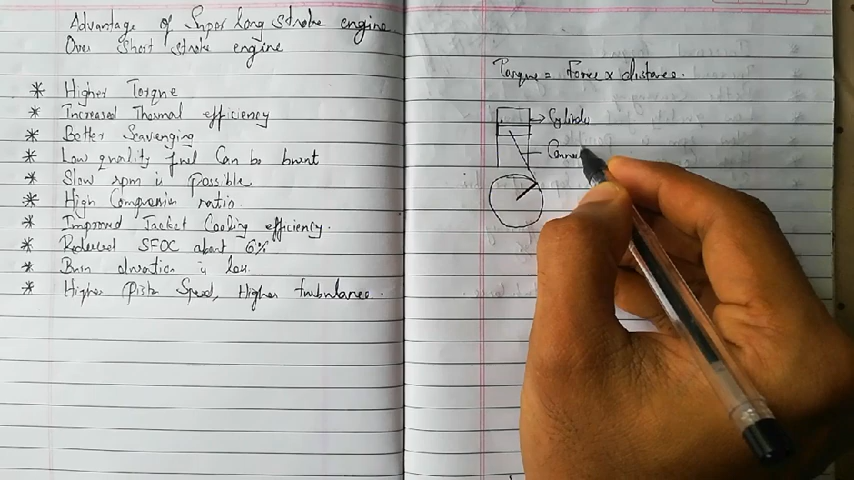 Advantage of Super long stroke engine
Over Short stroke engine
* Higher Torque
* Increased Thermal efficiency
* Better Scavenging
* Low quality fuel Can be burnt
* Slow rpm is possible.
* High Compression ratio.
* Improved Jacket Cooling efficiency.
* Reduced SFOC about 6%
* Burn duration is less.
* Higher Piston Speed, Higher turbulance.
Torque = Force x distance.
Cylinder
Connec